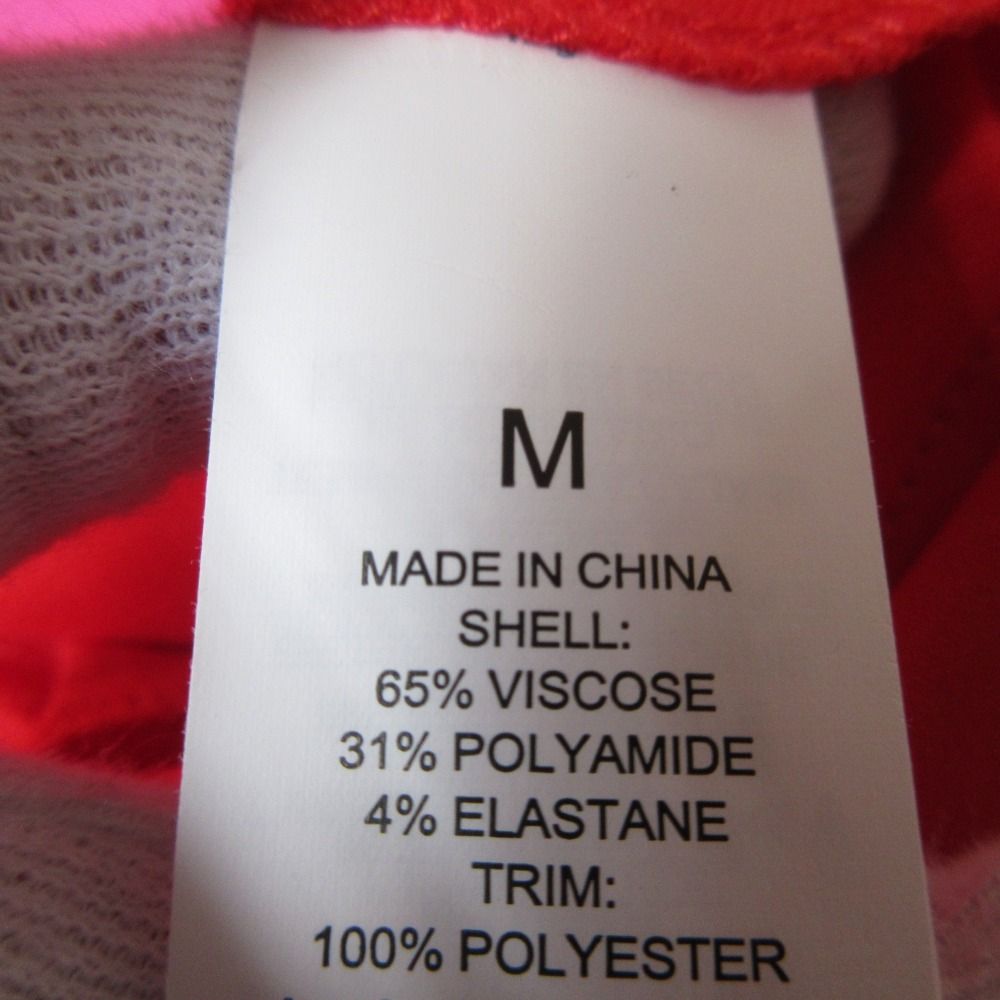 M
MADE IN CHINA
SHELL:
65% VISCOSE
31% POLYAMIDE
4% ELASTANE
TRIM:
100% POLYESTER